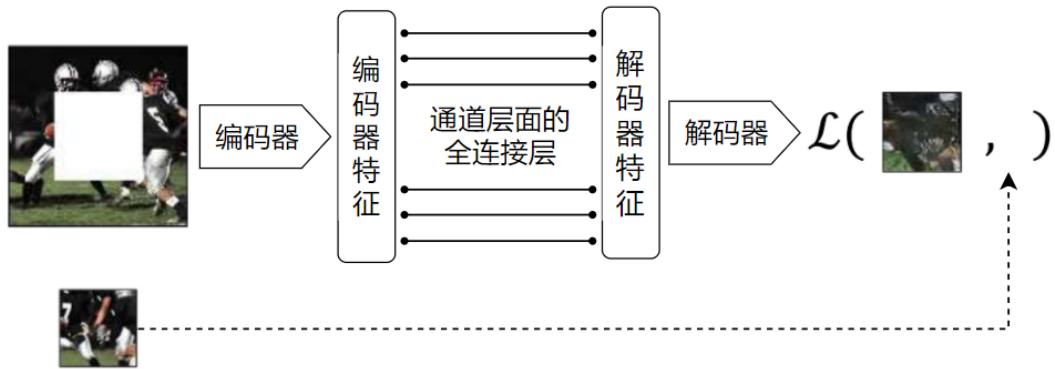 编码器
编码器特征
通道层面的
全连接层
解码器特征
解码器
ℒ( , )